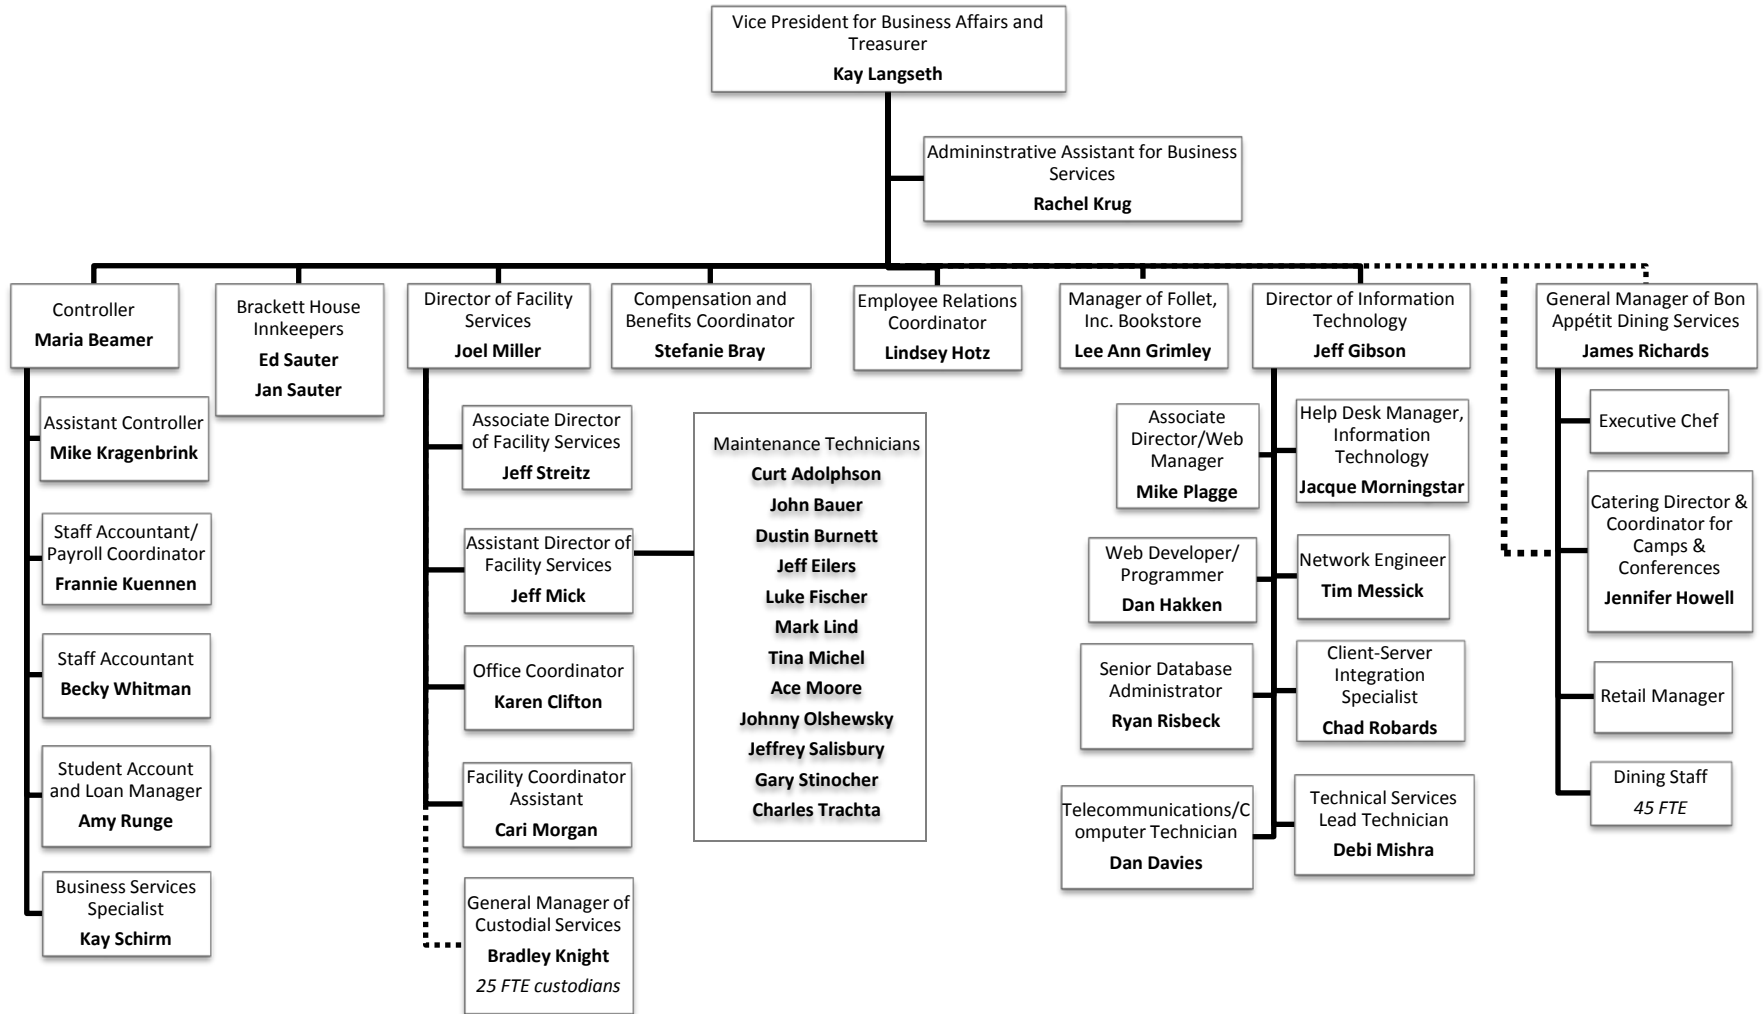 Vice President for Business Affairs and
Treasurer
Kay Langseth
Admininstrative Assistant for Business
Services
Rachel Krug
Controller
Maria Beamer
Brackett House
Innkeepers
Ed Sauter
Jan Sauter
Director of Facility
Services
Joel Miller
Compensation and
Benefits Coordinator
Stefanie Bray
Employee Relations
Coordinator
Lindsey Hotz
Manager of Follet,
Inc. Bookstore
Lee Ann Grimley
Director of Information
Technology
Jeff Gibson
General Manager of Bon
Appétit Dining Services
James Richards
Assistant Controller
Mike Kragenbrink
Staff Accountant/
Payroll Coordinator
Frannie Kuennen
Staff Accountant
Becky Whitman
Student Account
and Loan Manager
Amy Runge
Business Services
Specialist
Kay Schirm
Associate Director
of Facility Services
Jeff Streitz
Assistant Director of
Facility Services
Jeff Mick
Office Coordinator
Karen Clifton
Facility Coordinator
Assistant
Cari Morgan
General Manager of
Custodial Services
Bradley Knight
25 FTE custodians
Maintenance Technicians
Curt Adolphson
John Bauer
Dustin Burnett
Jeff Eilers
Luke Fischer
Mark Lind
Tina Michel
Ace Moore
Johnny Olshewsky
Jeffrey Salisbury
Gary Stinocher
Charles Trachta
Associate
Director/Web
Manager
Mike Plagge
Help Desk Manager,
Information
Technology
Jacque Morningstar
Web Developer/
Programmer
Dan Hakken
Network Engineer
Tim Messick
Senior Database
Administrator
Ryan Risbeck
Client-Server
Integration
Specialist
Chad Robards
Telecommunications/C
omputer Technician
Dan Davies
Technical Services
Lead Technician
Debi Mishra
Executive Chef
Catering Director &
Coordinator for
Camps &
Conferences
Jennifer Howell
Retail Manager
Dining Staff
45 FTE